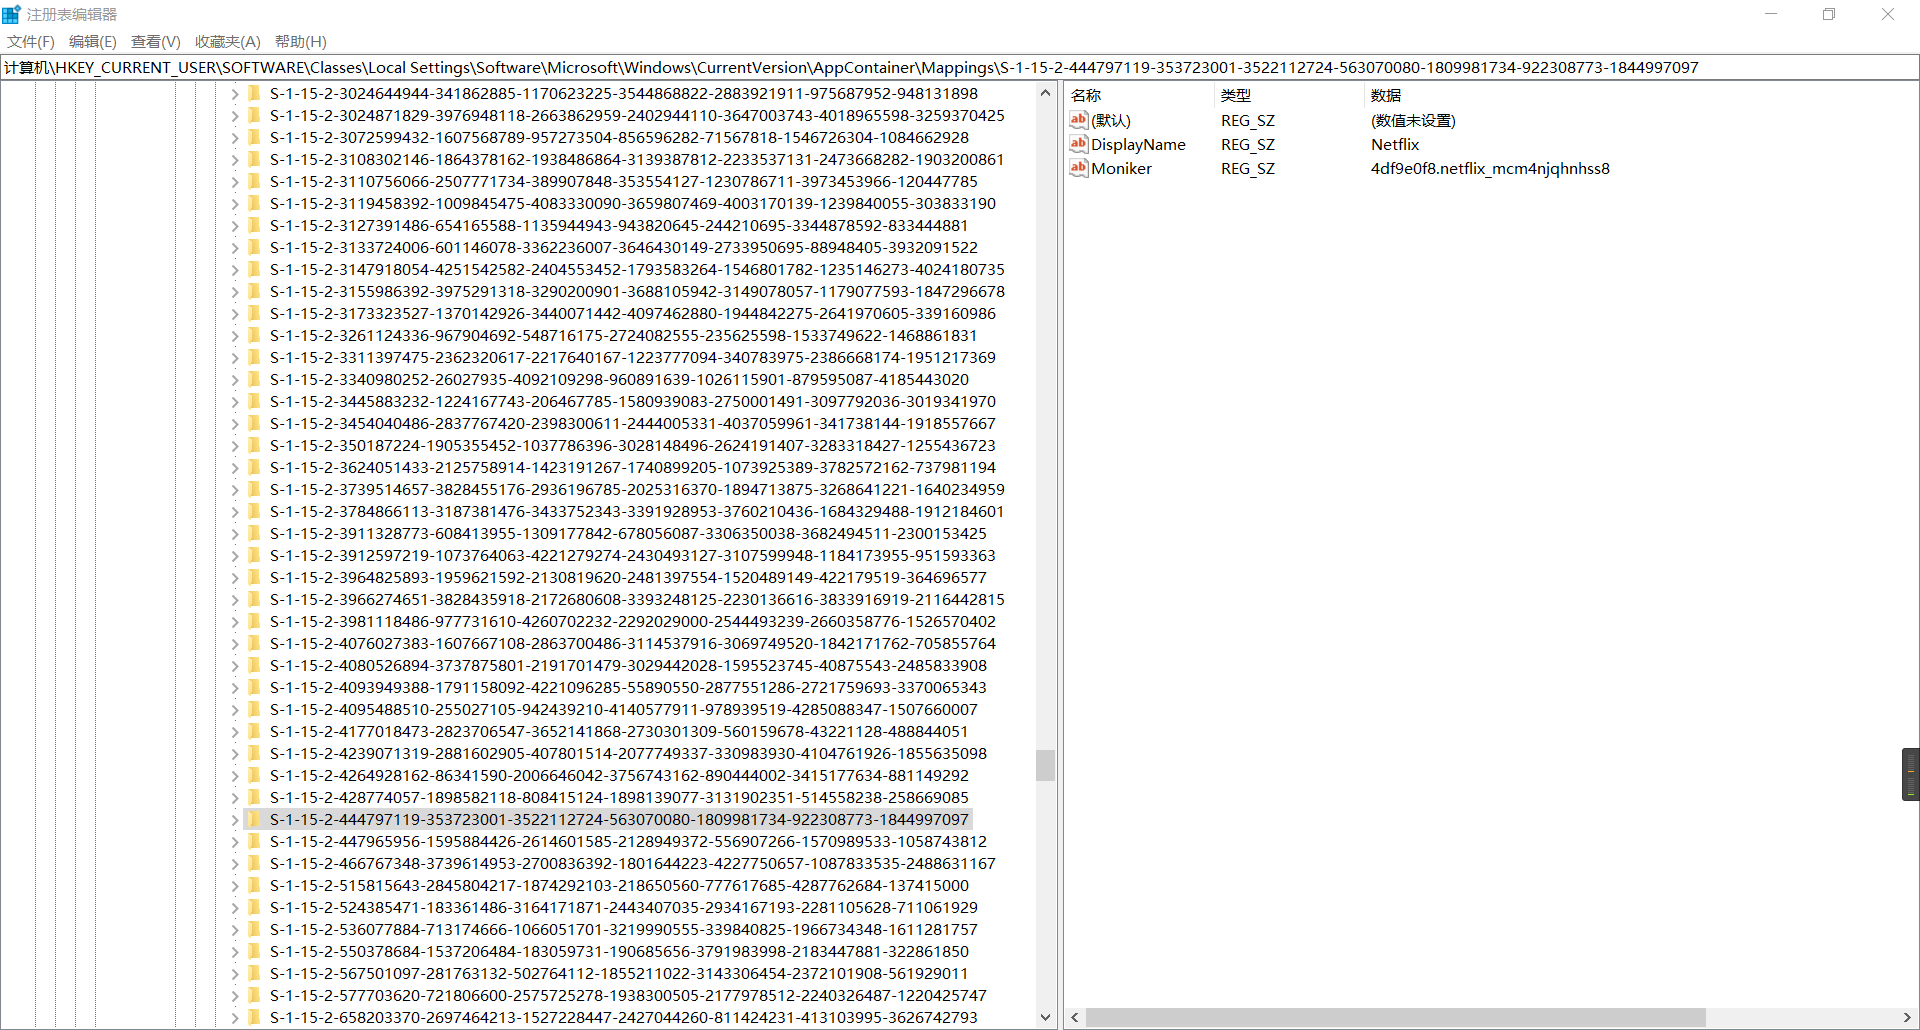 注册表编辑器
文件(F) 编辑(E) 查看(V) 收藏夹(A) 帮助(H)
计算机\HKEY_CURRENT_USER\SOFTWARE\Classes\Local Settings\Software\Microsoft\Windows\CurrentVersion\AppContainer\Mappings\S-1-15-2-444797119-353723001-3522112724-563070080-1809981734-922308773-1844997097
S-1-15-2-3024644944-341862885-1170623225-3544868822-2883921911-975687952-948131898
S-1-15-2-3024871829-3976948118-2663862959-2402944110-3647003743-4018965598-3259370425
S-1-15-2-3072599432-1607568789-957273504-856596282-71567818-1546726304-1084662928
S-1-15-2-3108302146-1864378162-1938486864-3139387812-2233537131-2473668282-1903200861
S-1-15-2-3110756066-2507771734-389907848-353554127-1230786711-3973453966-120447785
S-1-15-2-3119458392-1009845475-4083330090-3659807469-4003170139-1239840055-303833190
S-1-15-2-3127391486-654165588-1135944943-943820645-244210695-3344878592-833444881
S-1-15-2-3133724006-601146078-3362236007-3646430149-2733950695-88948405-3932091522
S-1-15-2-3147918054-4251542582-2404553452-1793583264-1546801782-1235146273-4024180735
S-1-15-2-3155986392-3975291318-3290200901-3688105942-3149078057-1179077593-1847296678
S-1-15-2-3173323527-1370142926-3440071442-4097462880-1944842275-2641970605-339160986
S-1-15-2-3261124336-967904692-548716175-2724082555-235625598-1533749622-1468861831
S-1-15-2-3311397475-2362320617-2217640167-1223777094-340783975-2386668174-1951217369
S-1-15-2-3340980252-26027935-4092109298-960891639-1026115901-879595087-4185443020
S-1-15-2-3445883232-1224167743-206467785-1580939083-2750001491-3097792036-3019341970
S-1-15-2-3454040486-2837767420-2398300611-2444005331-4037059961-341738144-1918557667
S-1-15-2-350187224-1905355452-1037786396-3028148496-2624191407-3283318427-1255436723
S-1-15-2-3624051433-2125758914-1423191267-1740899205-1073925389-3782572162-737981194
S-1-15-2-3739514657-3828455176-2936196785-2025316370-1894713875-3268641221-1640234959
S-1-15-2-3784866113-3187381476-3433752343-3391928953-3760210436-1684329488-1912184601
S-1-15-2-3911328773-608413955-1309177842-678056087-3306350038-3682494511-2300153425
S-1-15-2-3912597219-1073764063-4221279274-2430493127-3107599948-1184173955-951593363
S-1-15-2-3964825893-1959621592-2130819620-2481397554-1520489149-422179519-364696577
S-1-15-2-3966274651-3828435918-2172680608-3393248125-2230136616-3833916919-2116442815
S-1-15-2-3981118486-977731610-4260702232-2292029000-2544493239-2660358776-1526570402
S-1-15-2-4076027383-1607667108-2863700486-3114537916-3069749520-1842171762-705855764
S-1-15-2-4080526894-3737875801-2191701479-3029442028-1595523745-40875543-2485833908
S-1-15-2-4093949388-1791158092-4221096285-55890550-2877551286-2721759693-3370065343
S-1-15-2-4095488510-255027105-942439210-4140577911-978939519-4285088347-1507660007
S-1-15-2-4177018473-2823706547-3652141868-2730301309-560159678-43221128-488844051
S-1-15-2-4239071319-2881602905-407801514-2077749337-330983930-4104761926-1855635098
S-1-15-2-4264928162-86341590-2006646042-3756743162-890444002-3415177634-881149292
S-1-15-2-428774057-1898582118-808415124-1898139077-3131902351-514558238-258669085
S-1-15-2-444797119-353723001-3522112724-563070080-1809981734-922308773-1844997097
S-1-15-2-447965956-1595884426-2614601585-2128949372-556907266-1570989533-1058743812
S-1-15-2-466767348-3739614953-2700836392-1801644223-4227750657-1087833535-2488631167
S-1-15-2-515815643-2845804217-1874292103-218650560-777617685-4287762684-137415000
S-1-15-2-524385471-183361486-3164171871-2443407035-2934167193-2281105628-711061929
S-1-15-2-536077884-713174666-1066051701-3219990555-339840825-1966734348-1611281757
S-1-15-2-550378684-1537206484-183059731-190685656-3791983998-2183447881-322861850
S-1-15-2-567501097-281763132-502764112-1855211022-3143306454-2372101908-561929011
S-1-15-2-577703620-721806600-2575725278-1938300505-2177978512-2240326487-1220425747
S-1-15-2-658203370-2697464213-1527228447-2427044260-811424231-413103995-3626742793
名称 类型 数据
(默认) REG_SZ (数值未设置)
DisplayName REG_SZ Netflix
Moniker REG_SZ 4df9e0f8.netflix_mcm4njqhnhss8